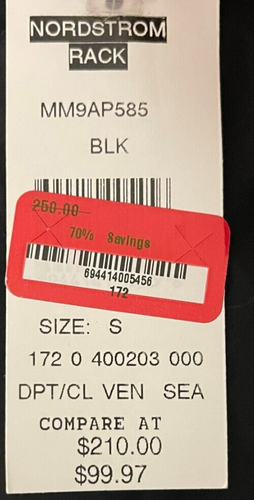 NORDSTROM
RACK
MM9AP585
BLK
250.00
70% Savings
694414005456
172
SIZE: S
172 0 400203 000
DPT/CL VEN SEA
COMPARE AT
$210.00
$99.97